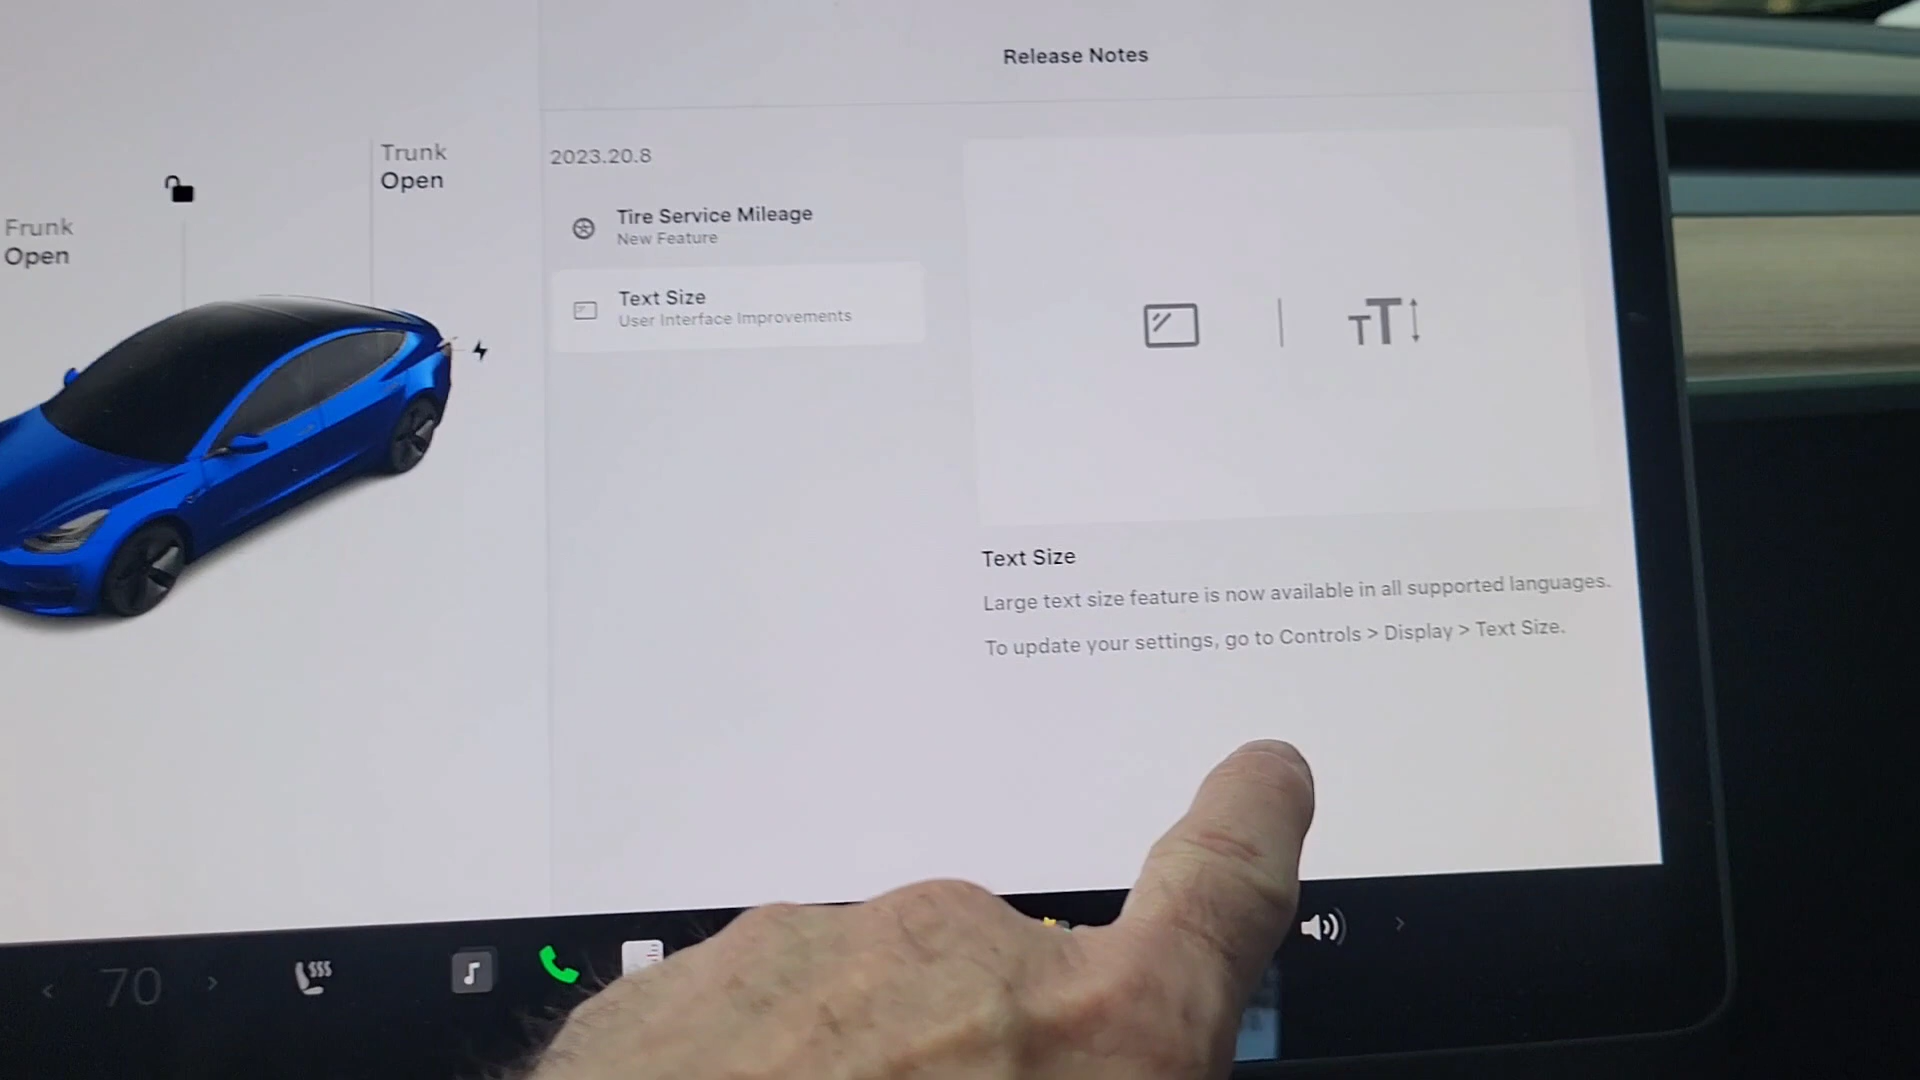 Release Notes
Trunk
Open
Frunk
Open
2023.20.8
Tire Service Mileage
New Feature
Text Size
User Interface Improvements
TT
Text Size
Large text size feature is now available in all supported languages.
To update your settings, go to Controls > Display > Text Size.
< 70 >
>